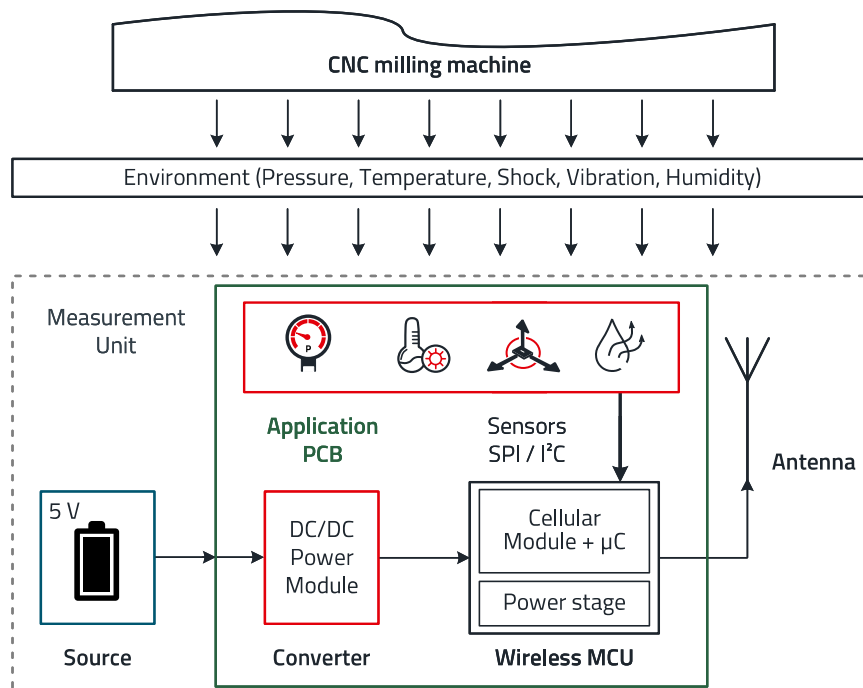 CNC milling machine
Environment (Pressure, Temperature, Shock, Vibration, Humidity)
Measurement
Unit
P
Application
PCB
Sensors
SPI / I²C
Antenna
5 V
DC/DC
Power
Module
Cellular
Module + µC
Power stage
Source
Converter
Wireless MCU